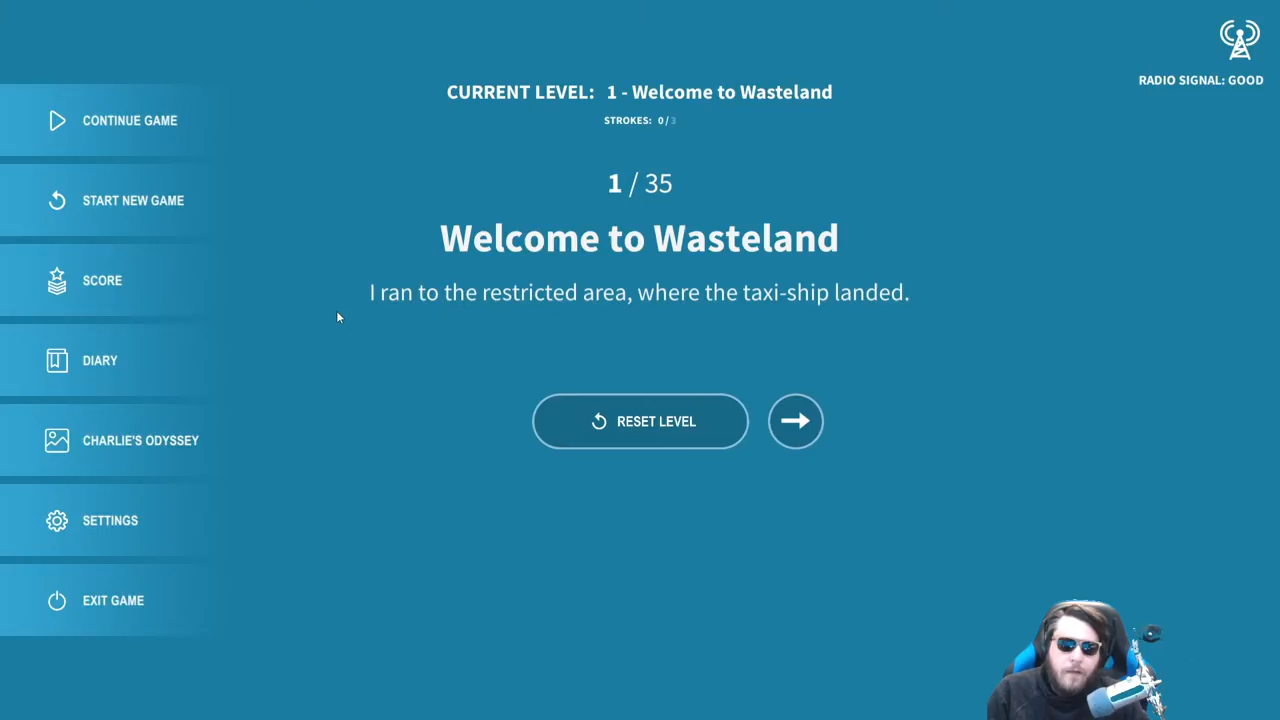 RADIO SIGNAL: GOOD
CURRENT LEVEL: 1 - Welcome to Wasteland
STROKES: 0 / 3
1 / 35
Welcome to Wasteland
I ran to the restricted area, where the taxi-ship landed.
RESET LEVEL
CONTINUE GAME
START NEW GAME
SCORE
DIARY
CHARLIE'S ODYSSEY
SETTINGS
EXIT GAME